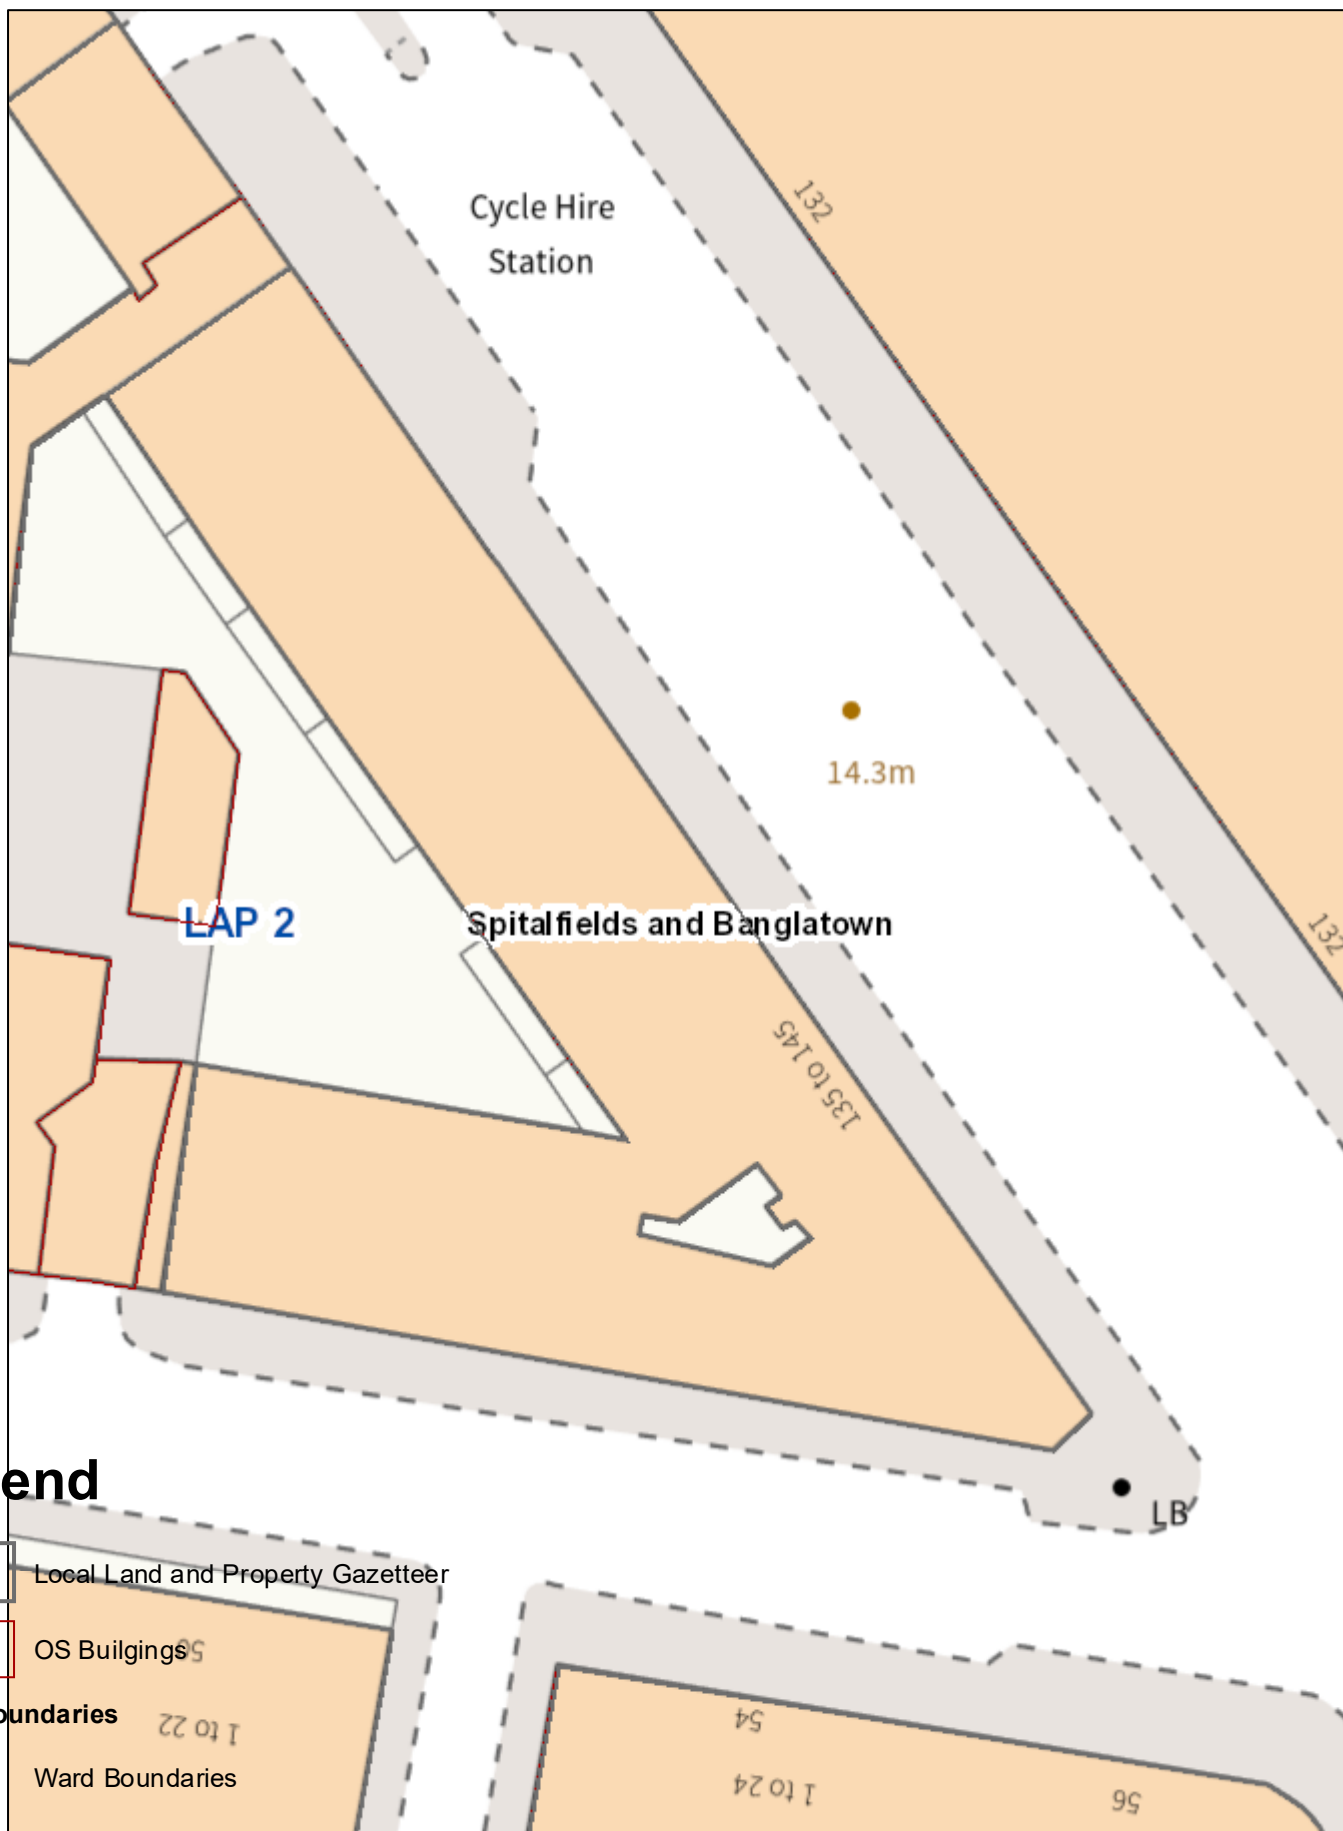 Cycle Hire
Station
132
14.3m
132
LAP 2
Spitalfields and Banglatown
135 to 145
end
LB
Local Land and Property Gazetteer
OS Builgings
50
oundaries
1 to 22
Ward Boundaries
54
1 to 24
56